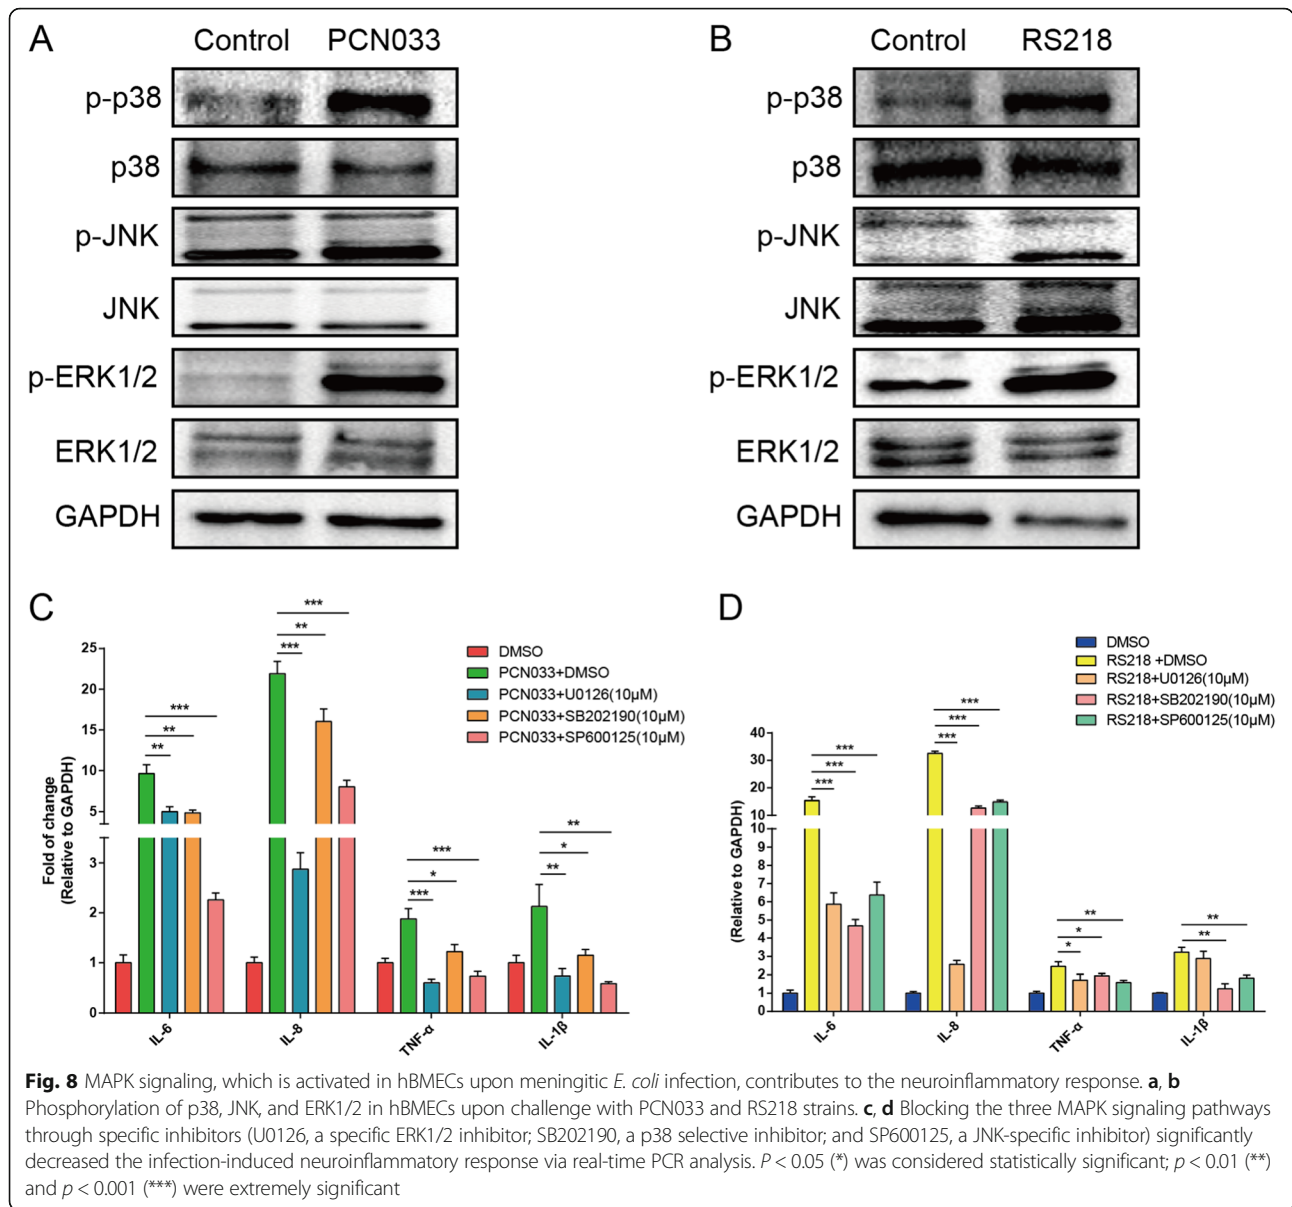 A
Control PCN033
p-p38
p38
p-JNK
JNK
p-ERK1/2
ERK1/2
GAPDH
B
Control RS218
p-p38
p38
p-JNK
JNK
p-ERK1/2
ERK1/2
GAPDH
C
Fold of change
(Relative to GAPDH)
25
20
15
10
5
3
2
1
0
***
**
**
***
**
***
***
*
***
**
*
**
IL-6
IL-8
TNF-α
IL-1β
DMSO
PCN033+DMSO
PCN033+U0126(10μM)
PCN033+SB202190(10μM)
PCN033+SP600125(10μM)
D
(Relative to GAPDH)
40
30
20
10
10
9
8
7
6
5
4
3
2
1
0
***
***
***
***
***
***
**
*
*
**
**
IL-6
IL-8
TNF-α
IL-1β
DMSO
RS218 +DMSO
RS218+U0126(10μM)
RS218+SB202190(10μM)
RS218+SP600125(10μM)
Fig. 8 MAPK signaling, which is activated in hBMECs upon meningitic E. coli infection, contributes to the neuroinflammatory response. a, b
Phosphorylation of p38, JNK, and ERK1/2 in hBMECs upon challenge with PCN033 and RS218 strains. c, d Blocking the three MAPK signaling pathways
through specific inhibitors (U0126, a specific ERK1/2 inhibitor; SB202190, a p38 selective inhibitor; and SP600125, a JNK-specific inhibitor) significantly
decreased the infection-induced neuroinflammatory response via real-time PCR analysis. P < 0.05 (*) was considered statistically significant; p < 0.01 (**)
and p < 0.001 (***) were extremely significant